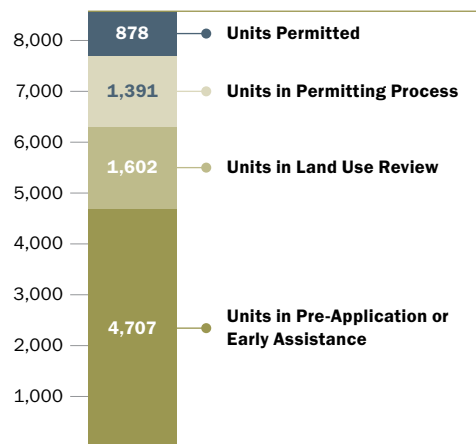 8,000
878
Units Permitted
7,000
1,391
Units in Permitting Process
6,000
1,602
Units in Land Use Review
5,000
4,000
3,000
4,707
Units in Pre-Application or
Early Assistance
2,000
1,000